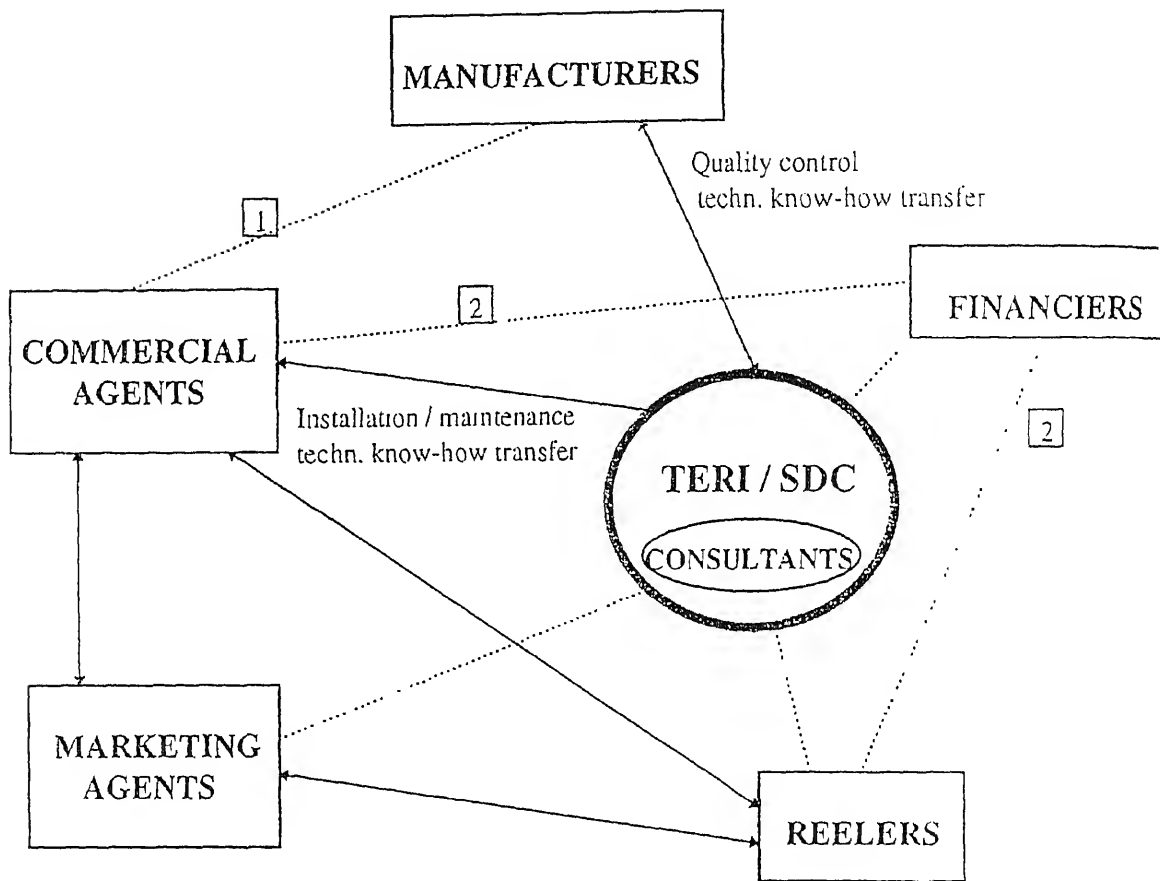 MANUFACTURERS
Quality control
techn. know-how transfer
1
2
FINANCIERS
COMMERCIAL
AGENTS
Installation / maintenance
techn. know-how transfer
2
TERI / SDC
CONSULTANTS
MARKETING
AGENTS
REELERS